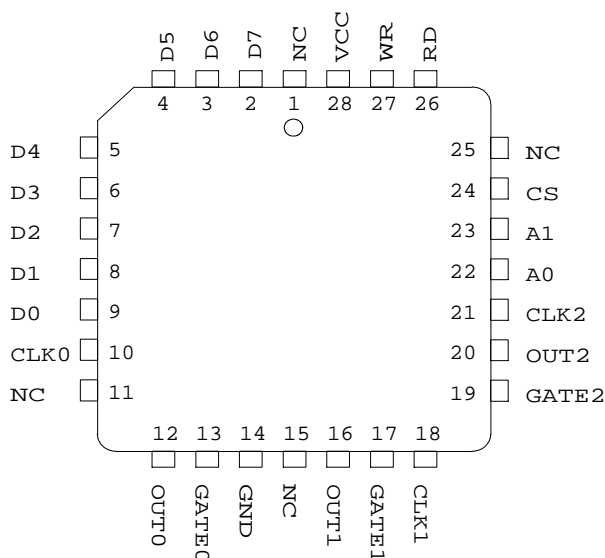 D5 D6 D7 NC VCC WR RD
4 3 2 1 28 27 26
D4 5 25 NC
D3 6 24 CS
D2 7 23 A1
D1 8 22 A0
D0 9 21 CLK2
CLK0 10 20 OUT2
NC 11 19 GATE2
12 13 14 15 16 17 18
OUT0 GATE0 GND NC OUT1 GATE1 CLK1